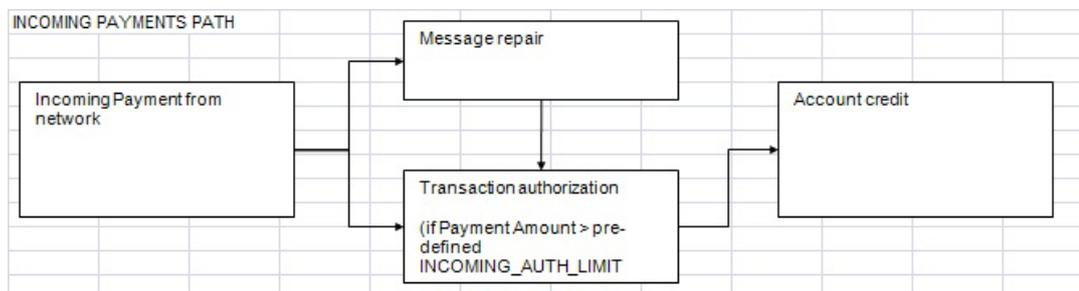 INCOMING PAYMENTS PATH
Message repair
Incoming Payment from
network
Account credit
Transaction authorization
(if Payment Amount > pre-
defined
INCOMING_AUTH_LIMIT